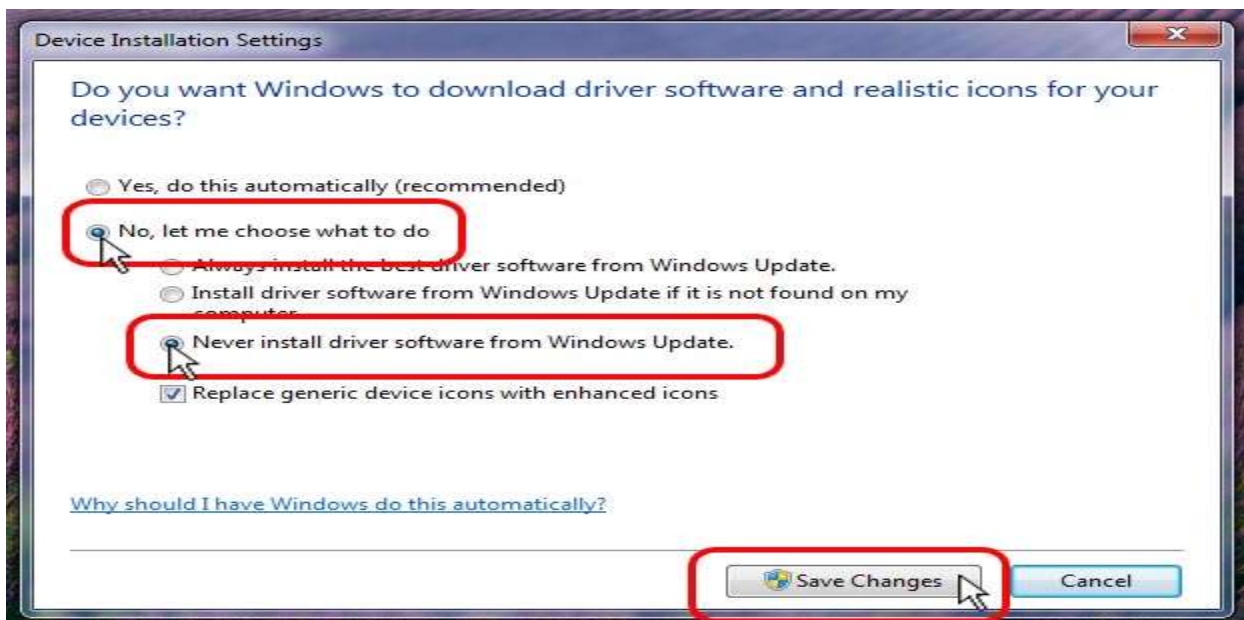 Device Installation Settings
Do you want Windows to download driver software and realistic icons for your
devices?
Yes, do this automatically (recommended)
No, let me choose what to do
Always install the best driver software from Windows Update.
Install driver software from Windows Update if it is not found on my
computer.
Never install driver software from Windows Update.
Replace generic device icons with enhanced icons
Why should I have Windows do this automatically?
Save Changes
Cancel